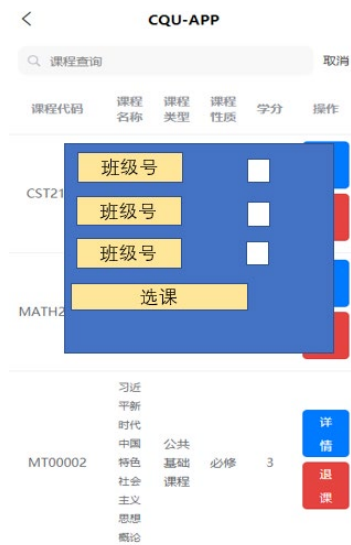 CQU-APP
课程查询 取消
课程代码 课程名称 课程类型 课程性质 学分 操作
班级号
CST21
班级号
班级号
选课
MATH2
MT00002
习近
平新
时代
中国
特色
社会
主义
思想
概论
公共
基础
课程
必修
3
详
情
退
课